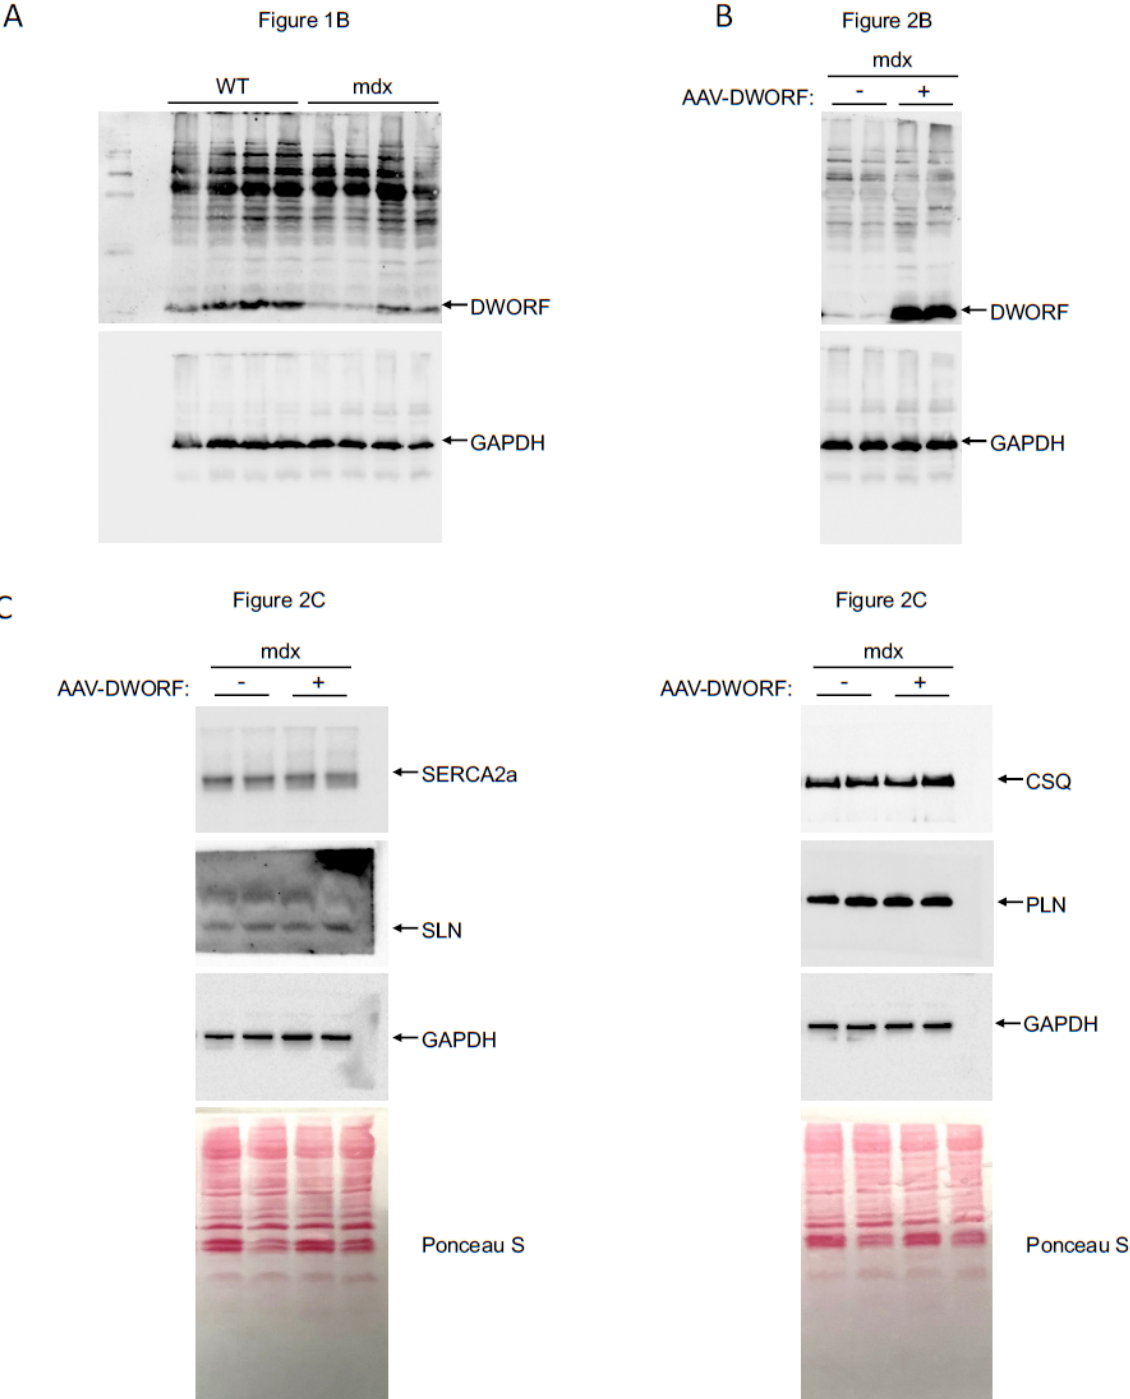 A
Figure 1B
WT mdx
DWORF
GAPDH
B
Figure 2B
mdx
AAV-DWORF: - +
DWORF
GAPDH
C
Figure 2C
mdx
AAV-DWORF: - +
SERCA2a
SLN
GAPDH
Ponceau S
Figure 2C
mdx
AAV-DWORF: - +
CSQ
PLN
GAPDH
Ponceau S